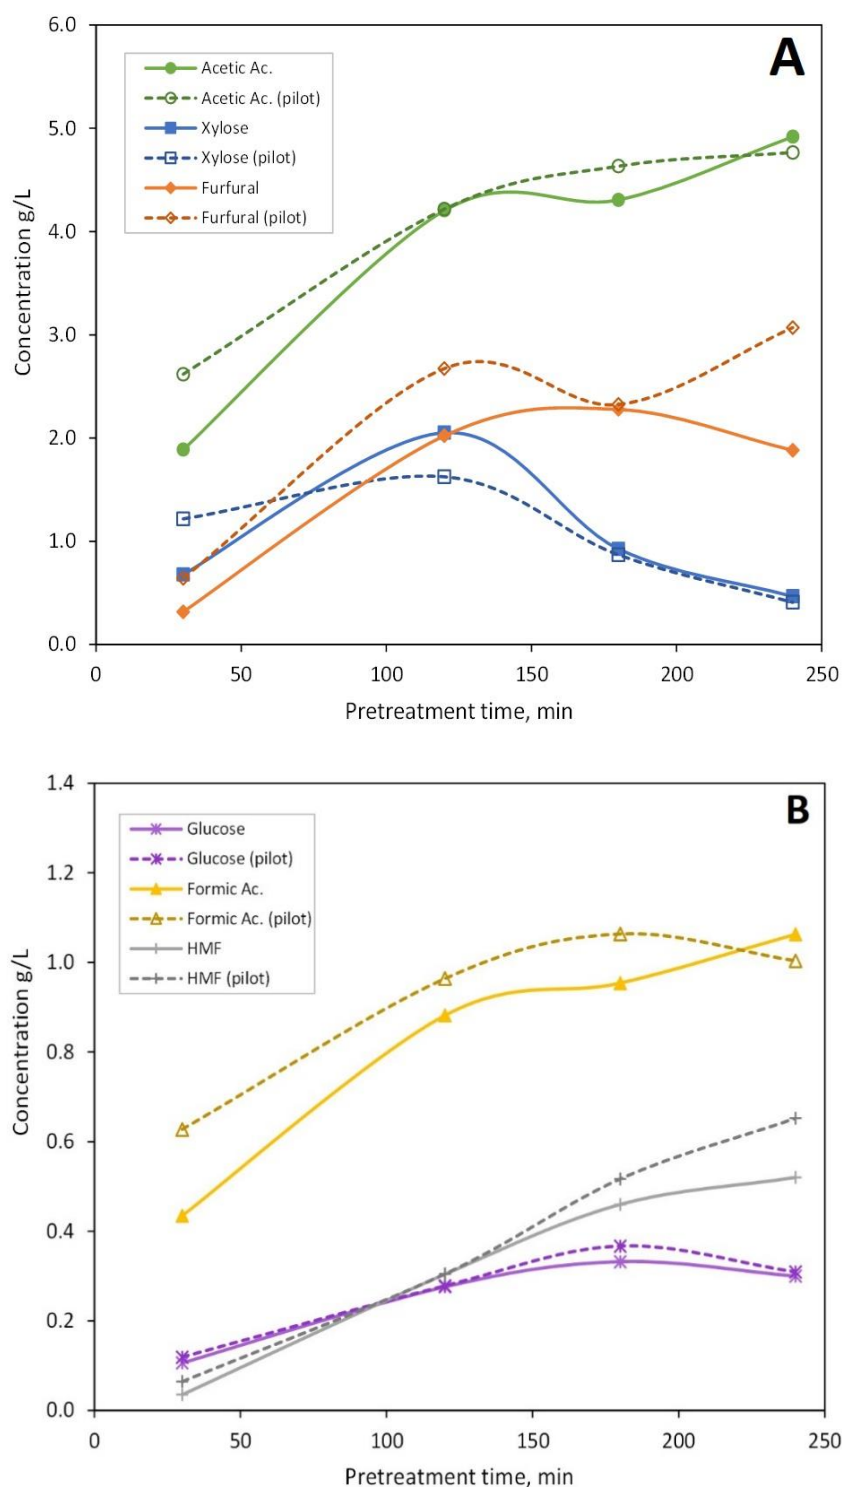 6.0
A
Acetic Ac.
Acetic Ac. (pilot)
Xylose
Xylose (pilot)
Furfural
Furfural (pilot)
5.0
4.0
3.0
2.0
1.0
0.0
Concentration g/L
0 50 100 150 200 250
Pretreatment time, min
1.4
B
Glucose
Glucose (pilot)
Formic Ac.
Formic Ac. (pilot)
HMF
HMF (pilot)
1.2
1.0
0.8
0.6
0.4
0.2
0.0
Concentration g/L
0 50 100 150 200 250
Pretreatment time, min